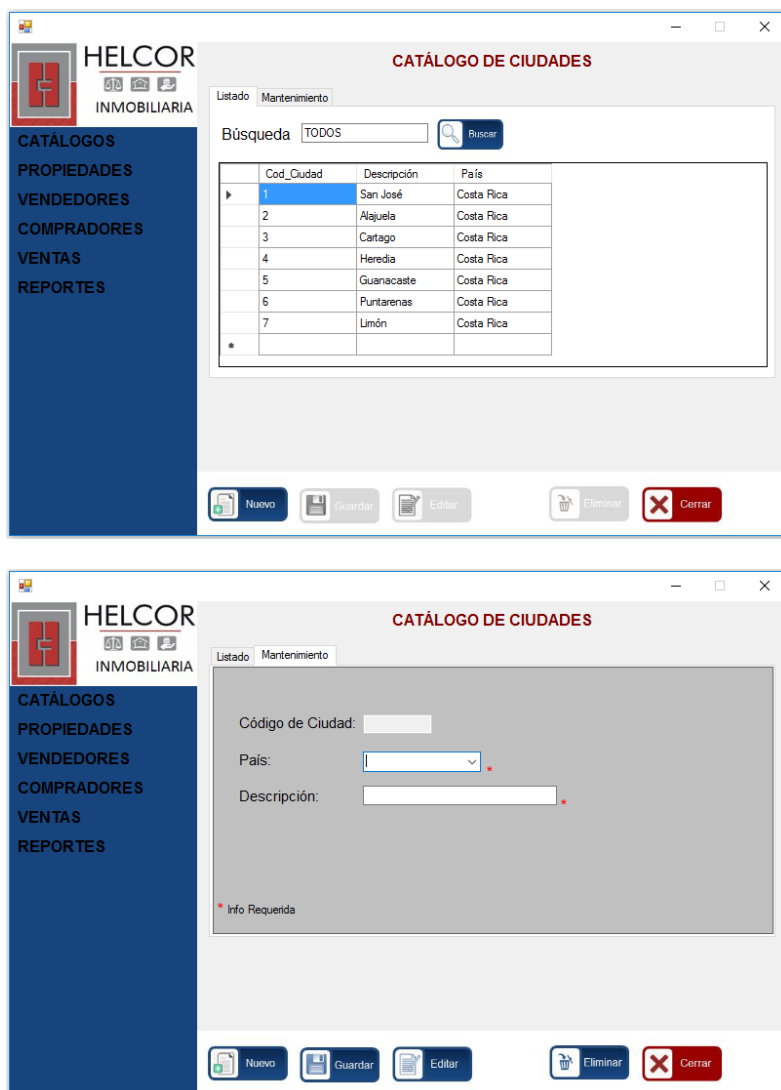 HELCOR
INMOBILIARIA
CATÁLOGO DE CIUDADES
CATÁLOGOS
PROPIEDADES
VENDEDORES
COMPRADORES
VENTAS
REPORTES
Listado Mantenimiento
Búsqueda TODOS Buscar
Cod_Ciudad Descripción País
1 San José Costa Rica
2 Alajuela Costa Rica
3 Cartago Costa Rica
4 Heredia Costa Rica
5 Guanacaste Costa Rica
6 Puntarenas Costa Rica
7 Limón Costa Rica
Nuevo Guardar Editar Eliminar Cerrar
HELCOR
INMOBILIARIA
CATÁLOGO DE CIUDADES
CATÁLOGOS
PROPIEDADES
VENDEDORES
COMPRADORES
VENTAS
REPORTES
Listado Mantenimiento
Código de Ciudad:
País: *
Descripción: *
* Info Requerida
Nuevo Guardar Editar Eliminar Cerrar